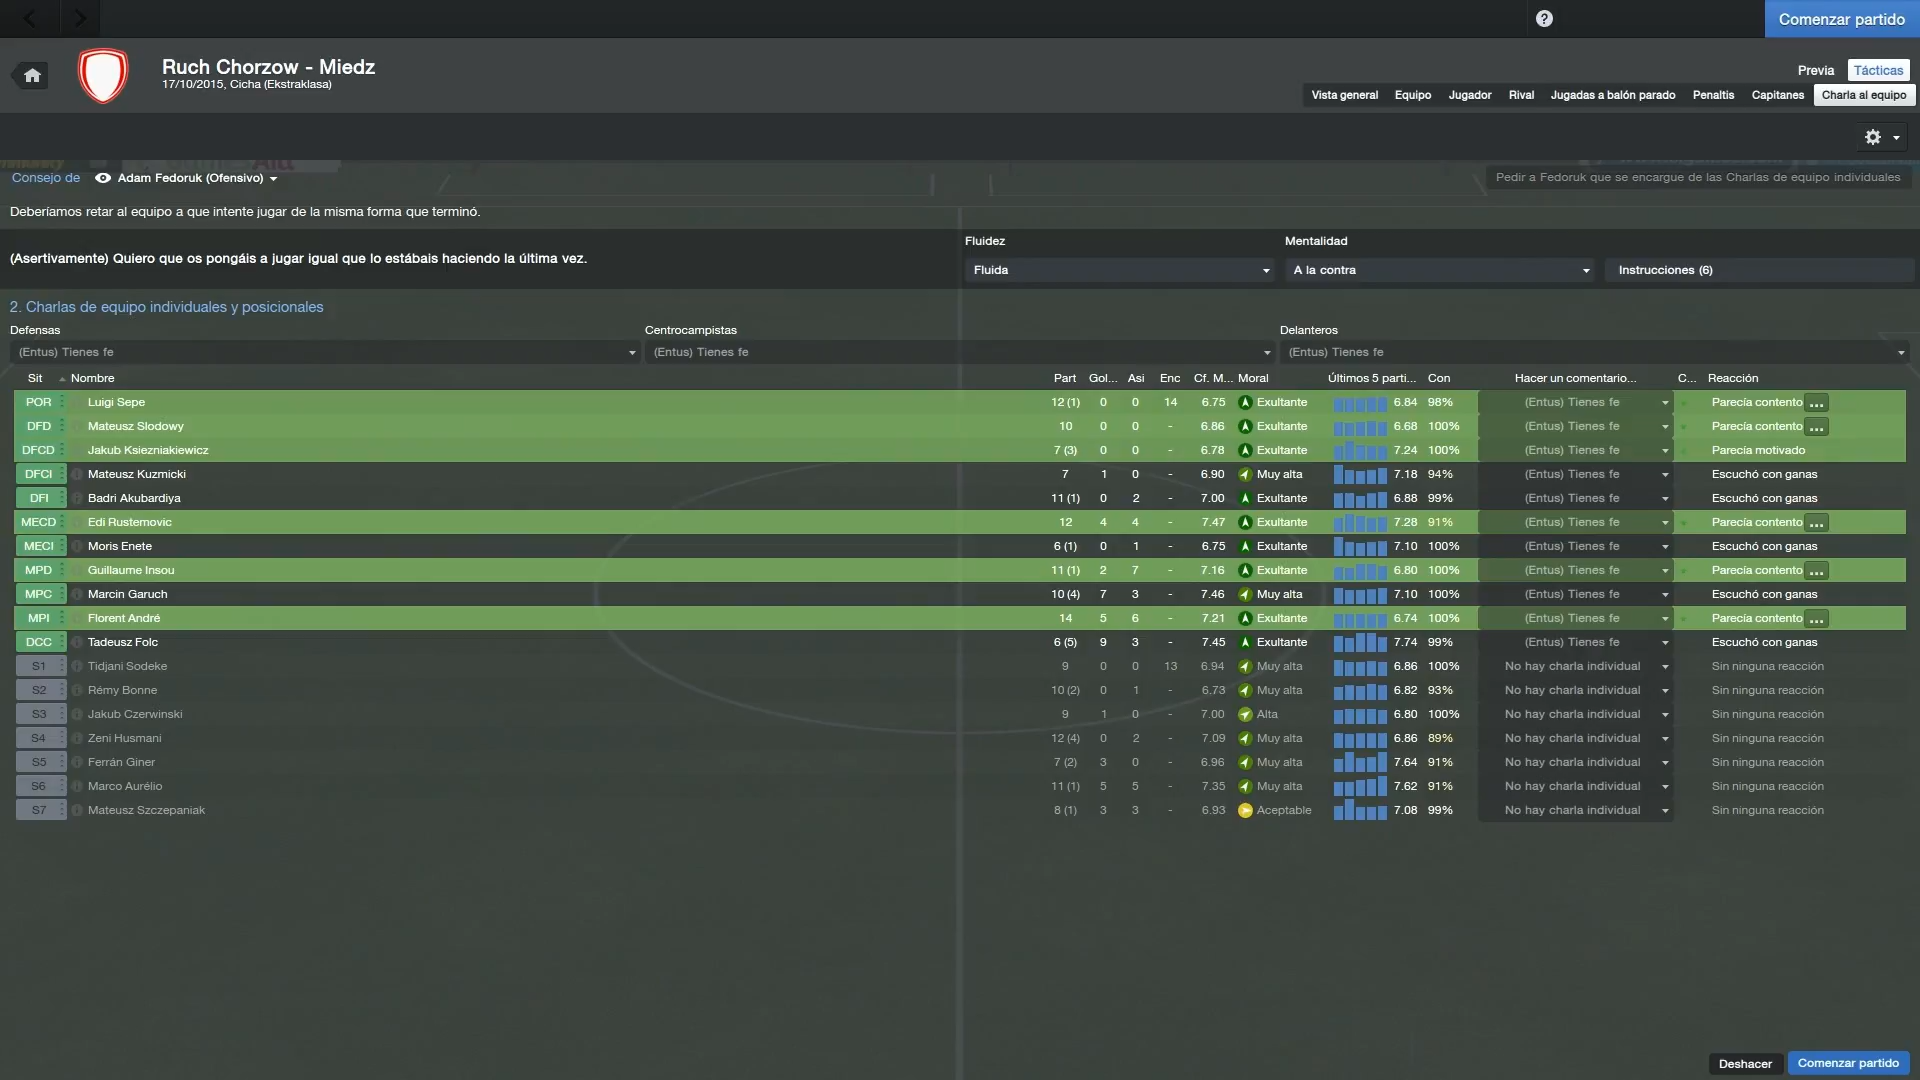 Comenzar partido
Ruch Chorzow - Miedz
17/10/2015, Cicha (Ekstraklasa)
Previa Tácticas
Vista general Equipo Jugador Rival Jugadas a balón parado Penaltis Capitanes Charla al equipo
Consejo de Adam Fedoruk (Ofensivo) Pedir a Fedoruk que se encargue de las Charlas de equipo individuales
Deberíamos retar al equipo a que intente jugar de la misma forma que terminó.
Fluidez Mentalidad
(Asertivamente) Quiero que os pongáis a jugar igual que lo estábais haciendo la última vez.
Fluida A la contra Instrucciones (6)
2. Charlas de equipo individuales y posicionales
Defensas Centrocampistas Delanteros
(Entus) Tienes fe (Entus) Tienes fe (Entus) Tienes fe
Sit Nombre Part Gol... Asi Enc Cf. M... Moral Últimos 5 parti... Con Hacer un comentario... C... Reacción
POR Luigi Sepe 12 (1) 0 0 14 6.75 Exultante 6.84 98% (Entus) Tienes fe Parecía contento ...
DFD Mateusz Slodowy 10 0 0 - 6.86 Exultante 6.68 100% (Entus) Tienes fe Parecía contento ...
DFCD Jakub Ksiezniakiewicz 7 (3) 0 0 - 6.78 Exultante 7.24 100% (Entus) Tienes fe Parecía motivado
DFCI Mateusz Kuzmicki 7 1 0 - 6.90 Muy alta 7.18 94% (Entus) Tienes fe Escuchó con ganas
DFI Badri Akubardiya 11 (1) 0 2 - 7.00 Exultante 6.88 99% (Entus) Tienes fe Escuchó con ganas
MECD Edi Rustemovic 12 4 4 - 7.47 Exultante 7.28 91% (Entus) Tienes fe Parecía contento ...
MECI Moris Enete 6 (1) 0 1 - 6.75 Exultante 7.10 100% (Entus) Tienes fe Escuchó con ganas
MPD Guillaume Insou 11 (1) 2 7 - 7.16 Exultante 6.80 100% (Entus) Tienes fe Parecía contento ...
MPC Marcin Garuch 10 (4) 7 3 - 7.46 Muy alta 7.10 100% (Entus) Tienes fe Escuchó con ganas
MPI Florent André 14 5 6 - 7.21 Exultante 6.74 100% (Entus) Tienes fe Parecía contento ...
DCC Tadeusz Folc 6 (5) 9 3 - 7.45 Exultante 7.74 99% (Entus) Tienes fe Escuchó con ganas
S1 Tidjani Sodeke 9 0 0 13 6.94 Muy alta 6.86 100% No hay charla individual Sin ninguna reacción
S2 Rémy Bonne 10 (2) 0 1 - 6.73 Muy alta 6.82 93% No hay charla individual Sin ninguna reacción
S3 Jakub Czerwinski 9 1 0 - 7.00 Alta 6.80 100% No hay charla individual Sin ninguna reacción
S4 Zeni Husmani 12 (4) 0 2 - 7.09 Muy alta 6.86 89% No hay charla individual Sin ninguna reacción
S5 Ferrán Giner 7 (2) 3 0 - 6.96 Muy alta 7.64 91% No hay charla individual Sin ninguna reacción
S6 Marco Aurélio 11 (1) 5 5 - 7.35 Muy alta 7.62 91% No hay charla individual Sin ninguna reacción
S7 Mateusz Szczepaniak 8 (1) 3 3 - 6.93 Aceptable 7.08 99% No hay charla individual Sin ninguna reacción
Deshacer Comenzar partido